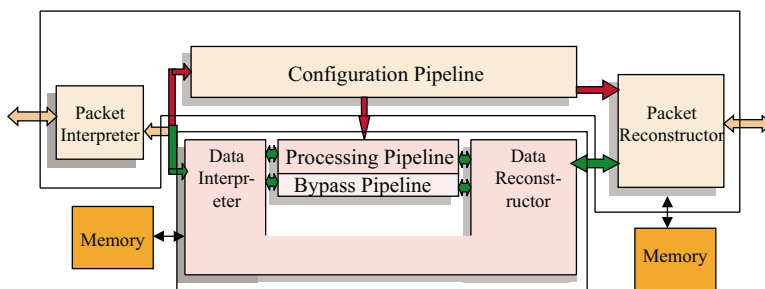 Configuration Pipeline
Packet
Interpreter
Packet
Reconstructor
Data
Interpr-
eter
Processing Pipeline
Bypass Pipeline
Data
Reconst-
ructor
Memory
Memory